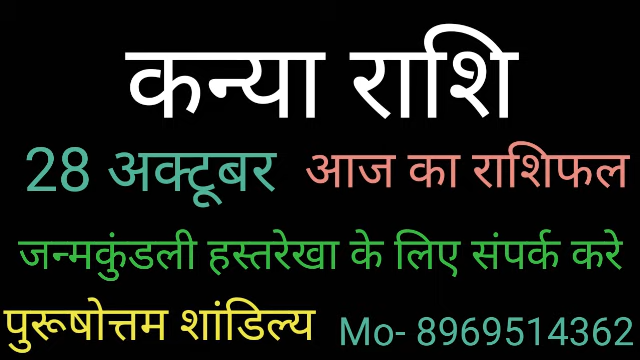 कन्या राशि
28 अक्टूबर आज का राशिफल
जन्मकुंडली हस्तरेखा के लिए संपर्क करे
पुरूषोत्तम शांडिल्य Mo- 8969514362